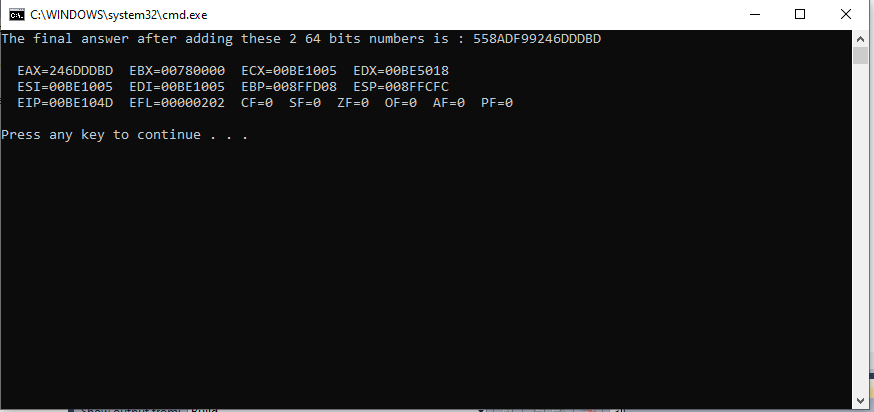 C:\WINDOWS\system32\cmd.exe
The final answer after adding these 2 64 bits numbers is : 558ADF99246DDDBD
EAX=246DDDBD  EBX=00780000  ECX=00BE1005  EDX=00BE5018
ESI=00BE1005  EDI=00BE1005  EBP=008FFD08  ESP=008FFCFC
EIP=00BE104D  EFL=00000202  CF=0  SF=0  ZF=0  OF=0  AF=0  PF=0
Press any key to continue . . .